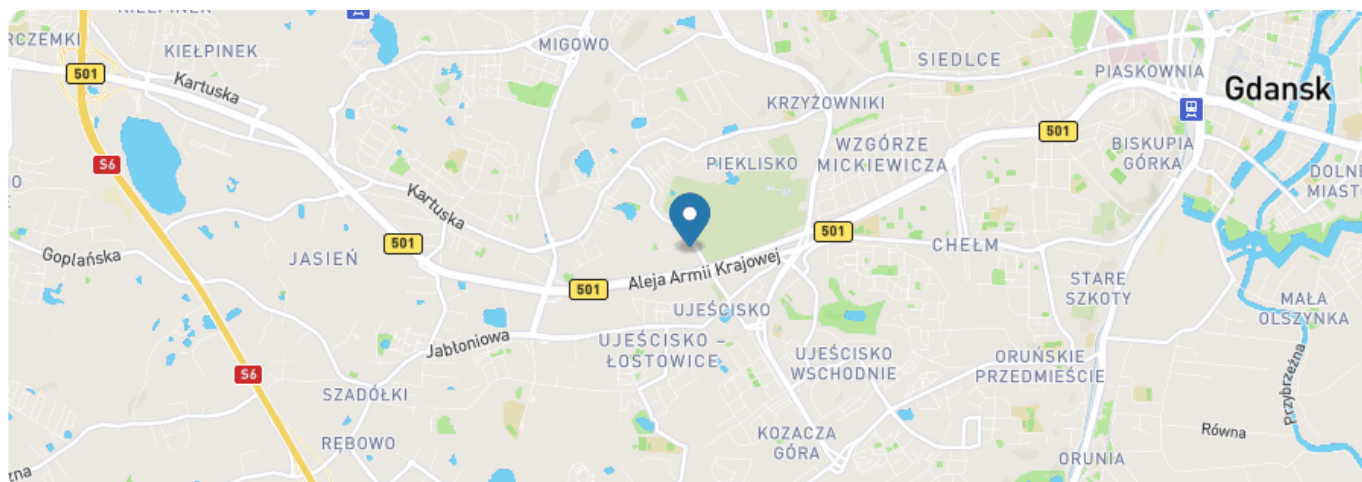 KIEŁPINEK
RCZEMKI
KIEŁPINEK
MIGOWO
SIEDLCE
PIASKOWNIA
Gdansk
501
Kartuska
KRZYŻOWNIKI
501
WZGÓRZE
MICKIEWICZA
BISKUPIA
GÓRKA
S6
PIEKLISKO
DOLNE
MIASTO
Kartuska
501
501
CHEŁM
Goplańska
JASIEŃ
Aleja Armii Krajowej
501
STARE
SZKOTY
MAŁA
OLSZYNKA
UJEŚCISKO
Jabłoniowa
UJEŚCISKO –
ŁOSTOWICE
UJEŚCISKO
WSCHODNIE
ORUŃSKIE
PRZEDMIEŚCIE
S6
SZADÓŁKI
Przybrzeżna
RĘBOWO
KOZACZA
GÓRA
Równa
ORUNIA
zna